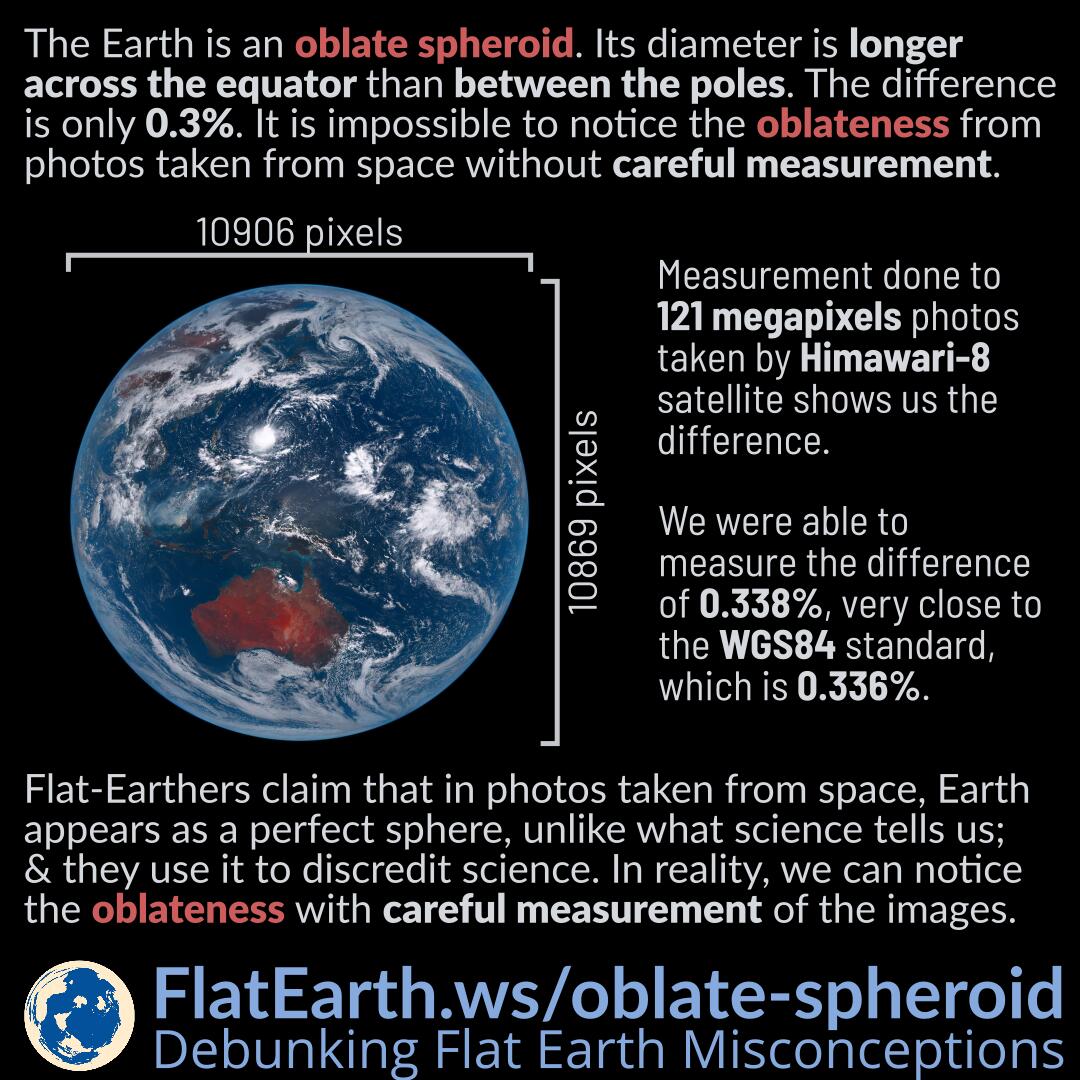 The Earth is an oblate spheroid. Its diameter is longer
across the equator than between the poles. The difference
is only 0.3%. It is impossible to notice the oblateness from
photos taken from space without careful measurement.
10906 pixels
10869 pixels
Measurement done to
121 megapixels photos
taken by Himawari-8
satellite shows us the
difference.
We were able to
measure the difference
of 0.338%, very close to
the WGS84 standard,
which is 0.336%.
Flat-Earthers claim that in photos taken from space, Earth
appears as a perfect sphere, unlike what science tells us;
& they use it to discredit science. In reality, we can notice
the oblateness with careful measurement of the images.
FlatEarth.ws/oblate-spheroid
Debunking Flat Earth Misconceptions